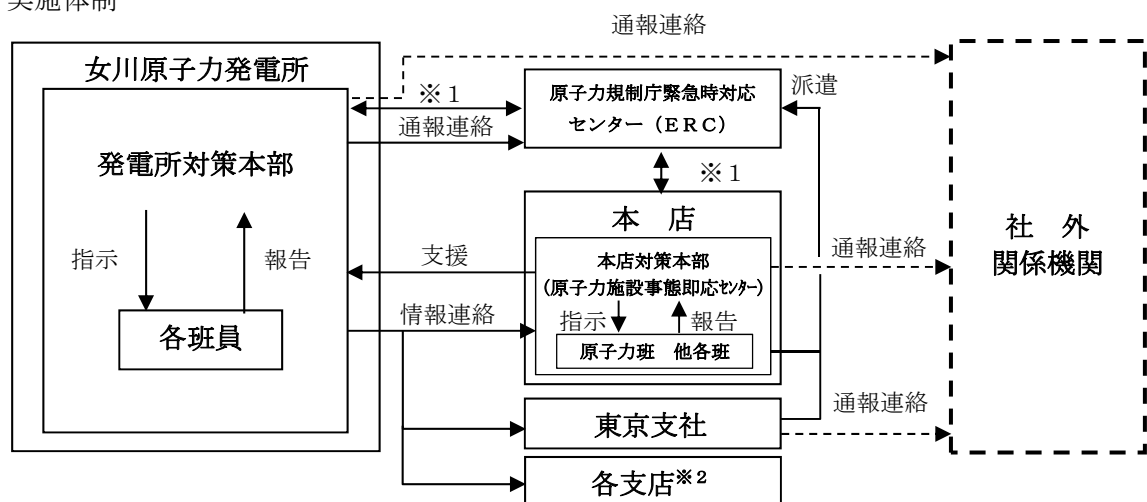 実施体制
通報連絡
女川原子力発電所
発電所対策本部
指示
報告
各班員
※1
通報連絡
原子力規制庁緊急時対応
センター（ERC）
派遣
※1
本　店
本店対策本部
(原子力施設事態即応ｾﾝﾀｰ)
指示
報告
原子力班　他各班
支援
情報連絡
通報連絡
東京支社
通報連絡
各支店※2
社　外
関係機関